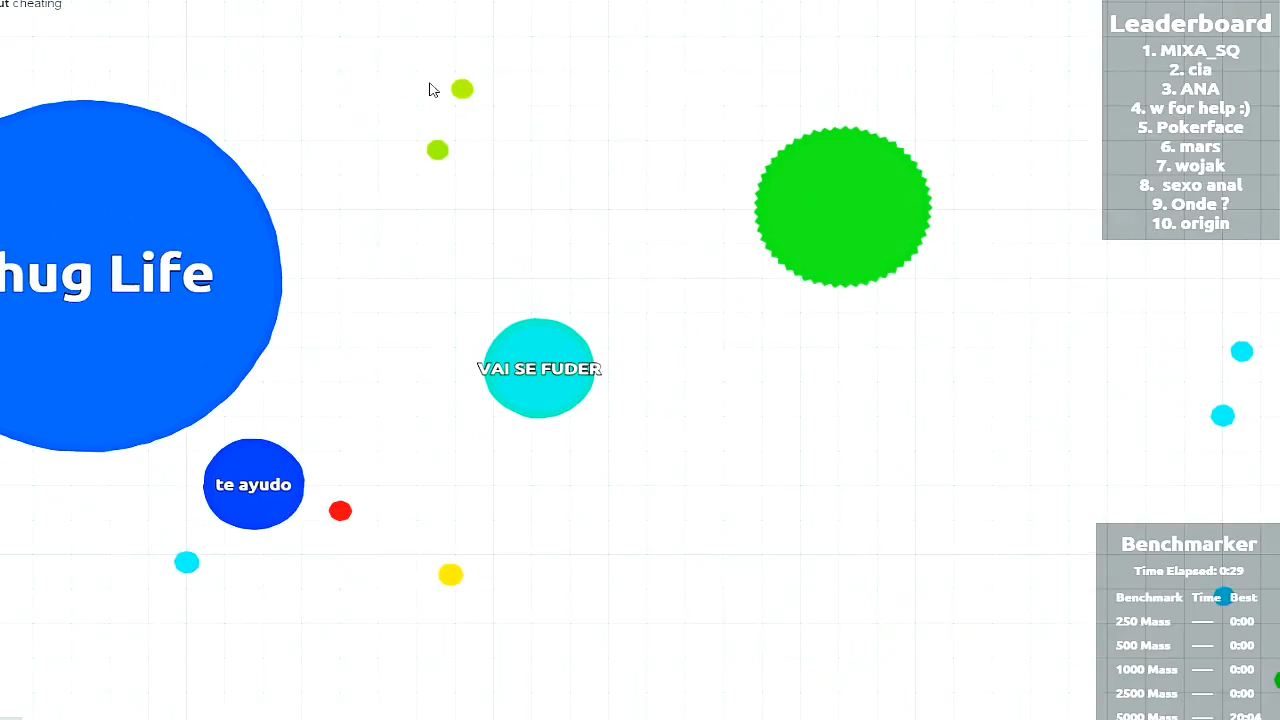 ut cheating
Leaderboard
1. MIXA_SQ
2. cia
3. ANA
4. w for help :)
5. Pokerface
6. mars
7. wojak
8. sexo anal
9. Onde ?
10. origin
hug Life
VAI SE FUDER
te ayudo
Benchmarker
Time Elapsed: 0:29
Benchmark Time Best
250 Mass — 0:00
500 Mass — 0:00
1000 Mass — 0:00
2500 Mass — 0:00
5000 Mass — 20:04